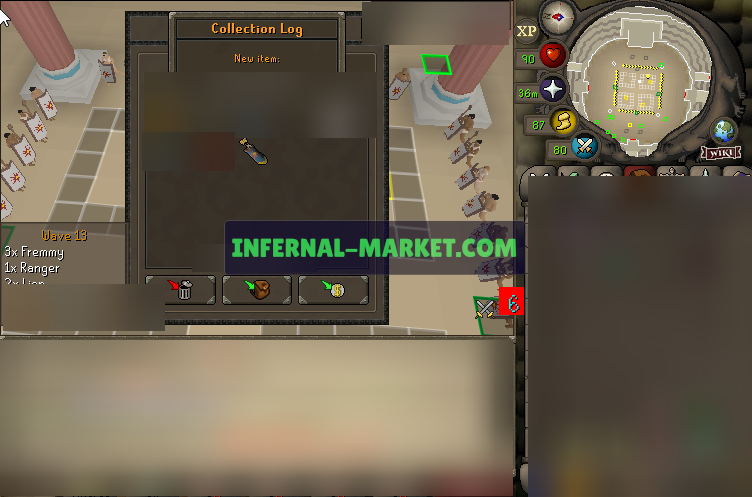 Collection Log
New item:
XP
90
36m
87
80
WIKI
Wave 13
3x Fremmy
1x Ranger
INFERNAL-MARKET.COM
6